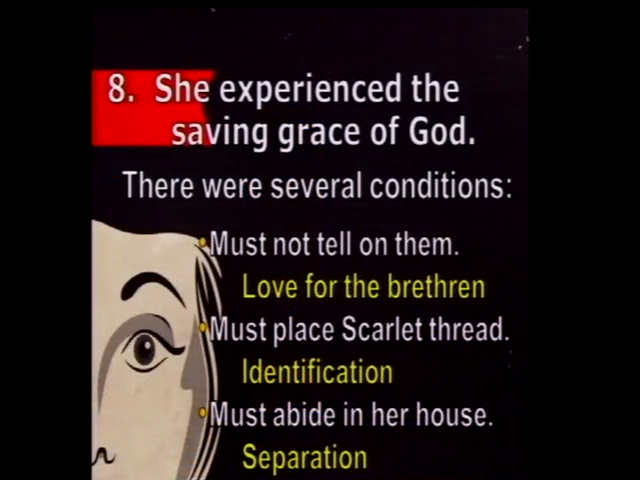 8. She experienced the
saving grace of God.
There were several conditions:
•Must not tell on them.
Love for the brethren
•Must place Scarlet thread.
Identification
•Must abide in her house.
Separation